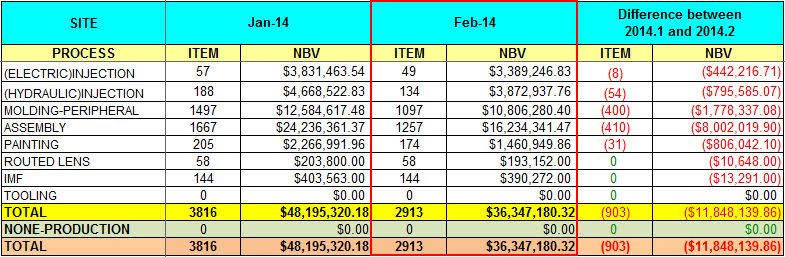 SITE Jan-14 Feb-14 Difference between
2014.1 and 2014.2
PROCESS ITEM NBV ITEM NBV ITEM NBV
(ELECTRIC)INJECTION 57 $3,831,463.54 49 $3,389,246.83 (8) ($442,216.71)
(HYDRAULIC)INJECTION 188 $4,668,522.83 134 $3,872,937.76 (54) ($795,585.07)
MOLDING-PERIPHERAL 1497 $12,584,617.48 1097 $10,806,280.40 (400) ($1,778,337.08)
ASSEMBLY 1667 $24,236,361.37 1257 $16,234,341.47 (410) ($8,002,019.90)
PAINTING 205 $2,266,991.96 174 $1,460,949.86 (31) ($806,042.10)
ROUTED LENS 58 $203,800.00 58 $193,152.00 0 ($10,648.00)
IMF 144 $403,563.00 144 $390,272.00 0 ($13,291.00)
TOOLING 0 $0.00 0 $0.00 0 $0.00
TOTAL 3816 $48,195,320.18 2913 $36,347,180.32 (903) ($11,848,139.86)
NONE-PRODUCTION 0 $0.00 0 $0.00 0 $0.00
TOTAL 3816 $48,195,320.18 2913 $36,347,180.32 (903) ($11,848,139.86)